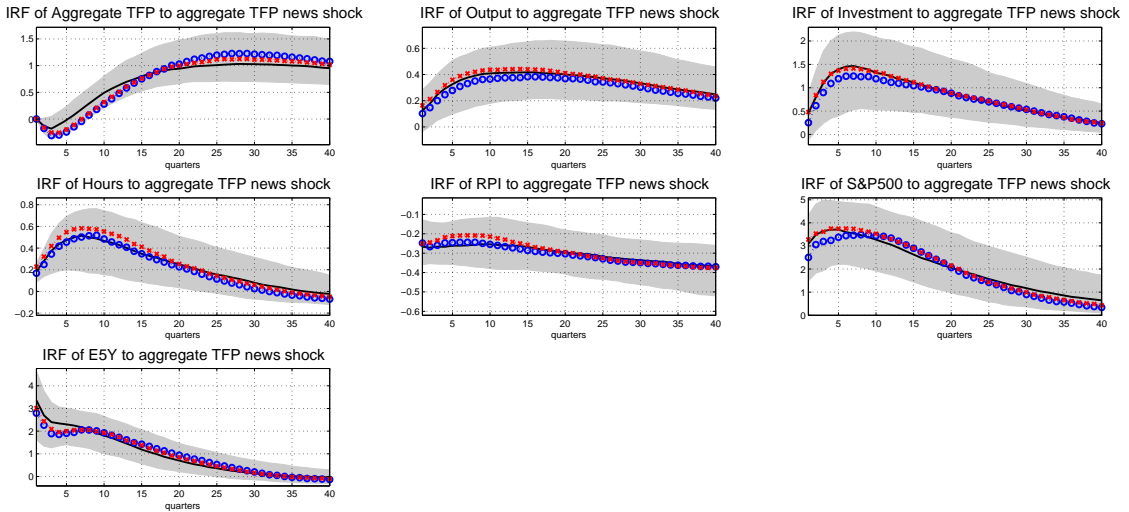 IRF of Aggregate TFP to aggregate TFP news shock
1.5
1
0.5
0
5 10 15 20 25 30 35 40
quarters
IRF of Output to aggregate TFP news shock
0.6
0.4
0.2
0
5 10 15 20 25 30 35 40
quarters
IRF of Investment to aggregate TFP news shock
2
1.5
1
0.5
0
5 10 15 20 25 30 35 40
quarters
IRF of Hours to aggregate TFP news shock
0.8
0.6
0.4
0.2
0
−0.2
5 10 15 20 25 30 35 40
quarters
IRF of RPI to aggregate TFP news shock
−0.1
−0.2
−0.3
−0.4
−0.5
−0.6
5 10 15 20 25 30 35 40
quarters
IRF of S&P500 to aggregate TFP news shock
5
4
3
2
1
0
5 10 15 20 25 30 35 40
quarters
IRF of E5Y to aggregate TFP news shock
4
3
2
1
0
5 10 15 20 25 30 35 40
quarters